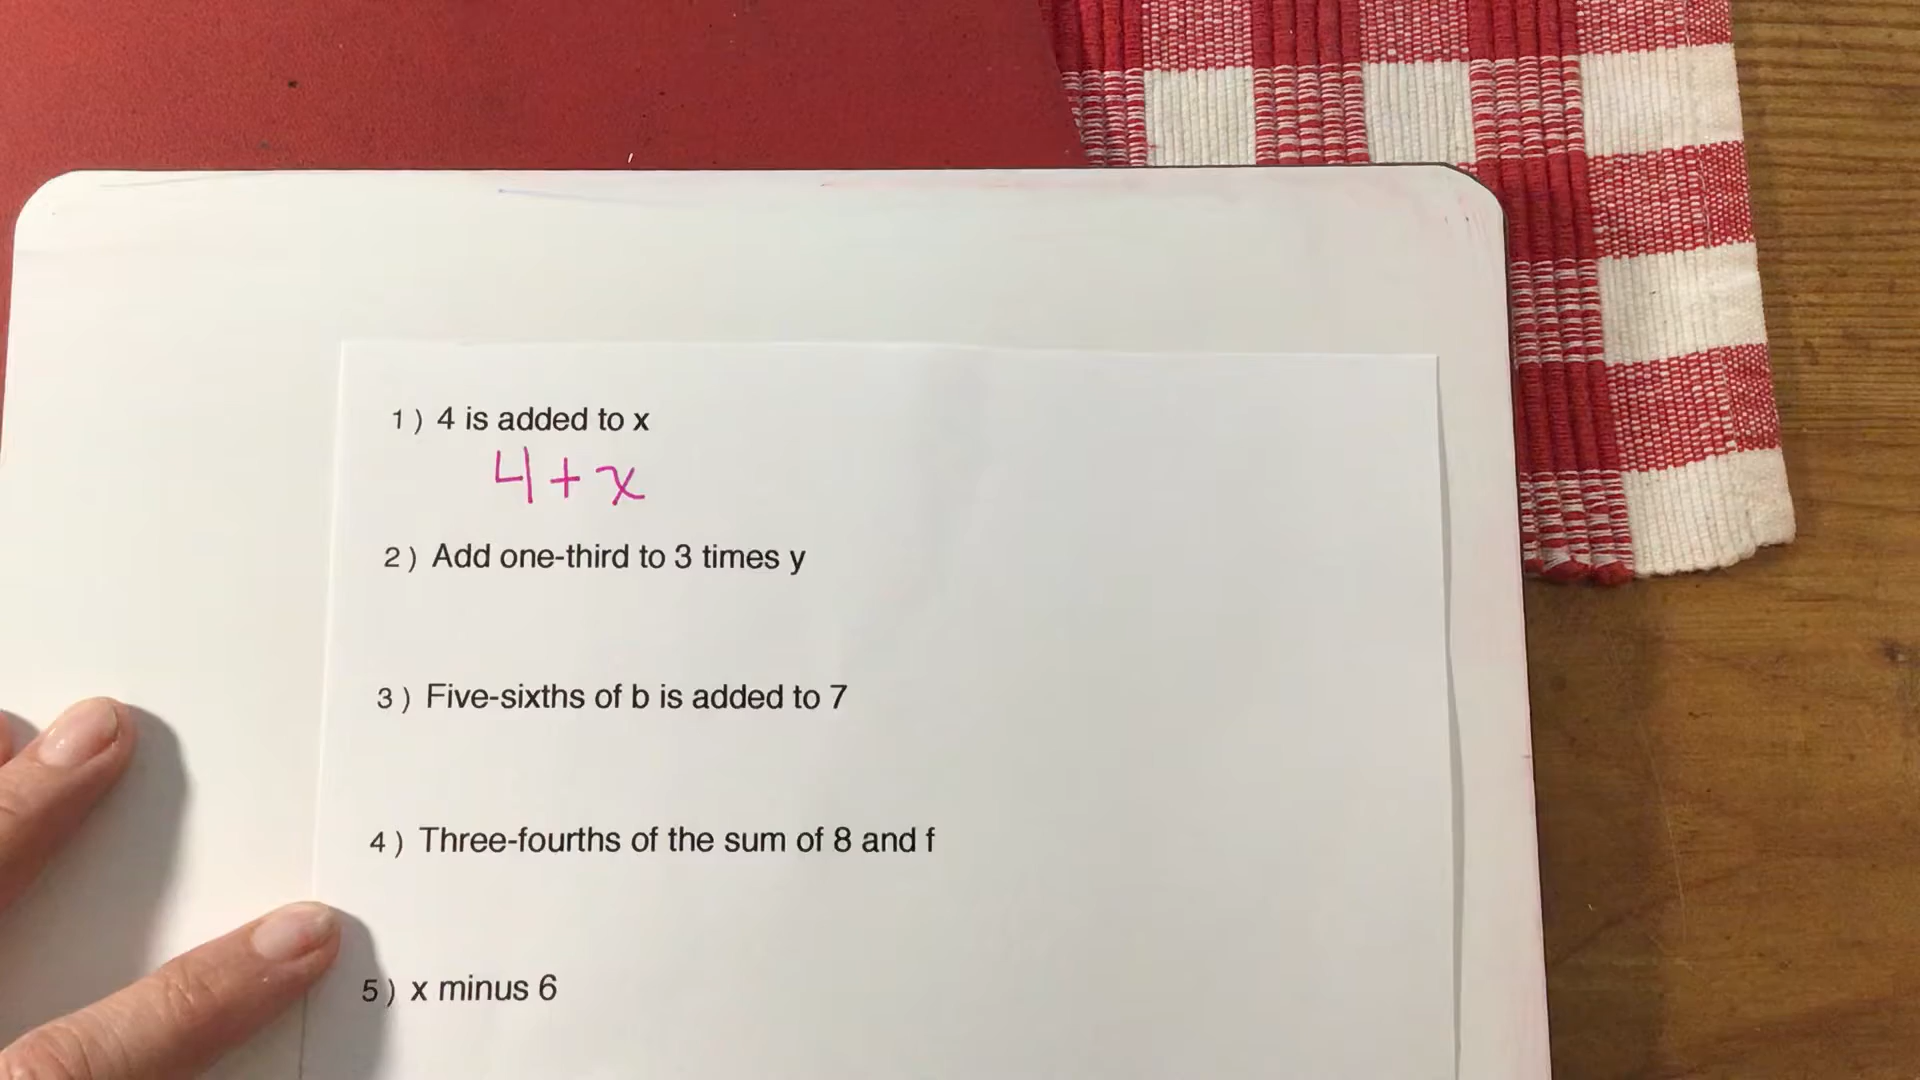 1) 4 is added to x
4+x
2) Add one-third to 3 times y
3) Five-sixths of b is added to 7
4) Three-fourths of the sum of 8 and f
5) x minus 6